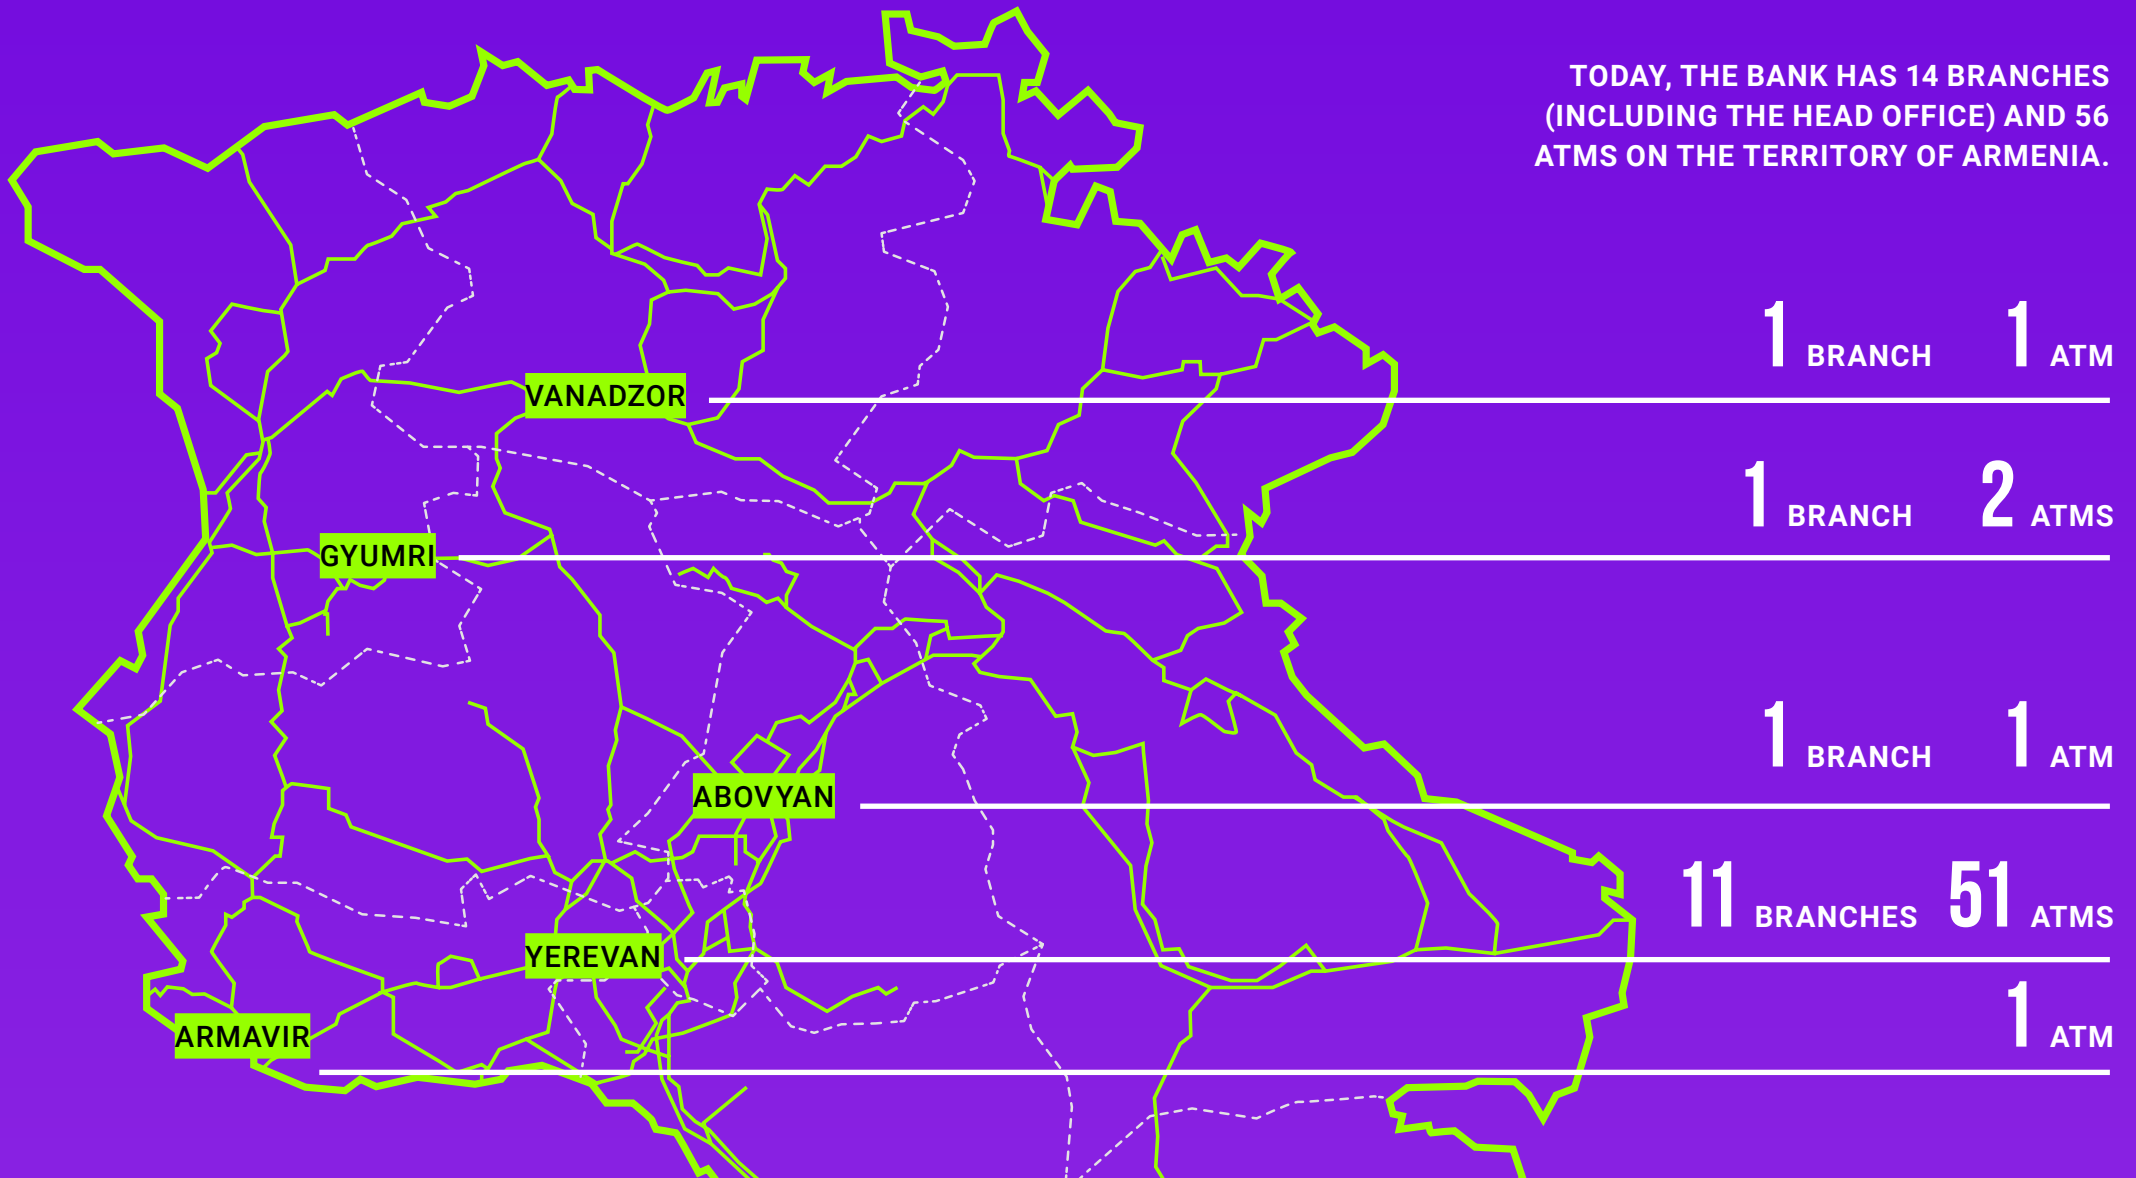 TODAY, THE BANK HAS 14 BRANCHES
(INCLUDING THE HEAD OFFICE) AND 56
ATMS ON THE TERRITORY OF ARMENIA.
VANADZOR 1 BRANCH 1 ATM
GYUMRI 1 BRANCH 2 ATMS
ABOVYAN 1 BRANCH 1 ATM
YEREVAN 11 BRANCHES 51 ATMS
ARMAVIR 1 ATM